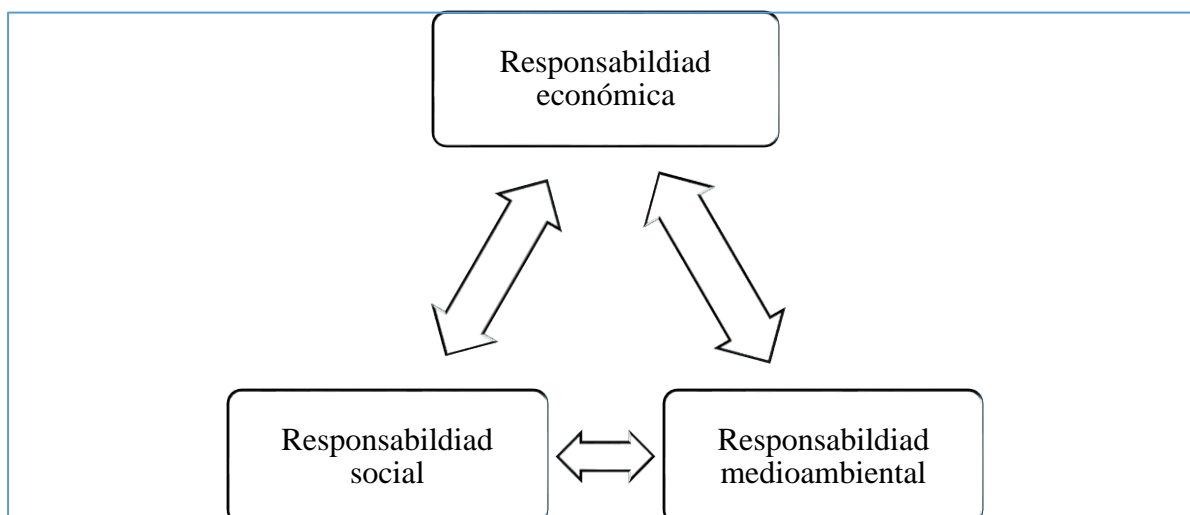 Responsabildiad
económica
Responsabildiad
social
Responsabildiad
medioambiental